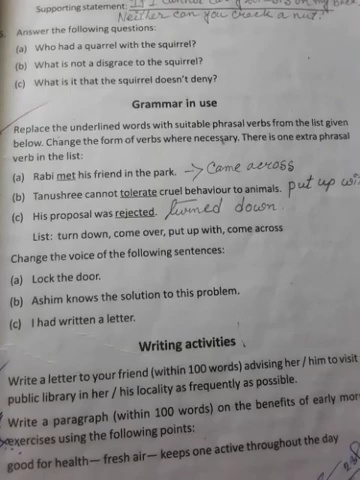 Supporting statement: If I cannot carry forests on my back,
Neither can you crack a nut."
Answer the following questions:
(a) Who had a quarrel with the squirrel?
(b) What is not a disgrace to the squirrel?
(c) What is it that the squirrel doesn't deny?
Grammar in use
Replace the underlined words with suitable phrasal verbs from the list given
below. Change the form of verbs where necessary. There is one extra phrasal
verb in the list:
(a) Rabi met his friend in the park. → Came across
(b) Tanushree cannot tolerate cruel behaviour to animals. put up wi
(c) His proposal was rejected. turned down.
List: turn down, come over, put up with, come across
Change the voice of the following sentences:
(a) Lock the door.
(b) Ashim knows the solution to this problem.
(c) I had written a letter.
Writing activities
Write a letter to your friend (within 100 words) advising her / him to visit
public library in her / his locality as frequently as possible.
Write a paragraph (within 100 words) on the benefits of early mor
exercises using the following points:
good for health— fresh air— keeps one active throughout the day